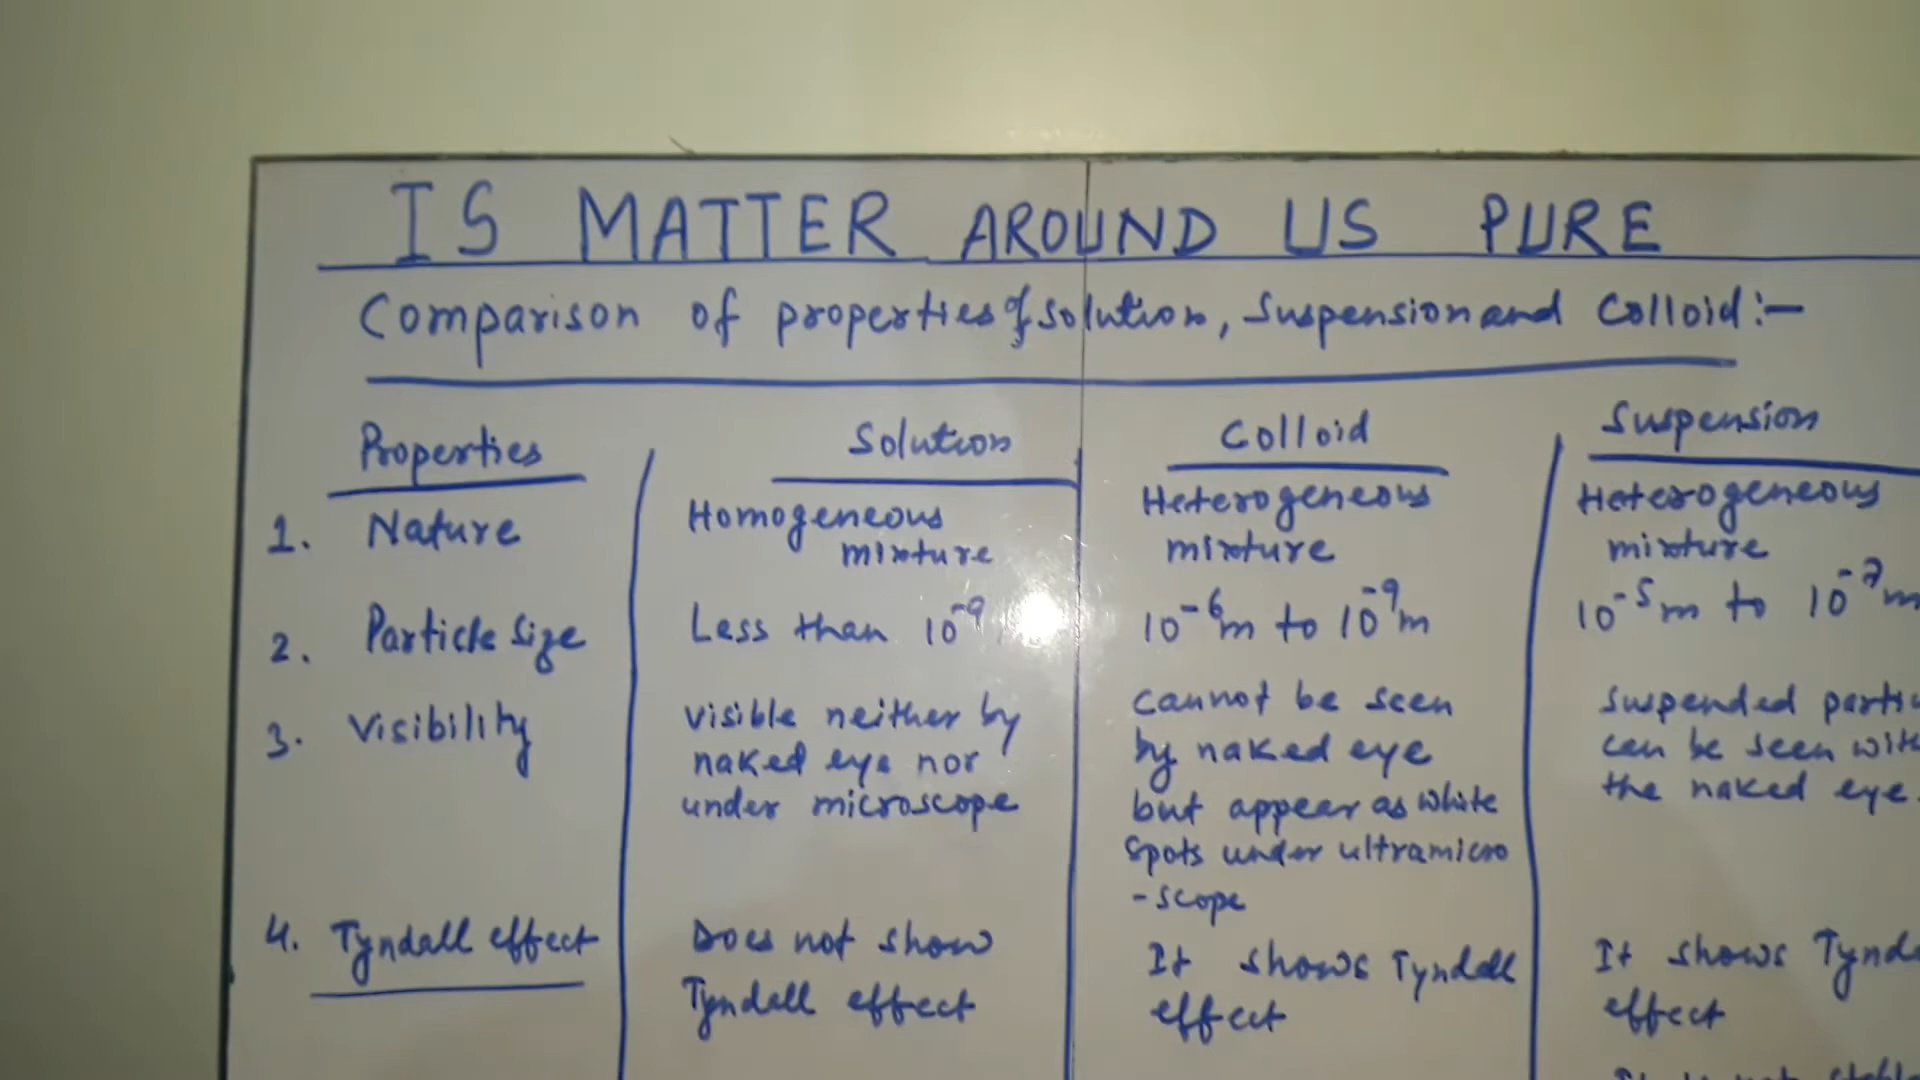 IS MATTER AROUND US PURE
Comparison of properties of solution, Suspension and Colloid:-
Properties
Solution
Colloid
Suspension
1. Nature
Homogeneous
mixture
Heterogeneous
mixture
Heterogeneous
mixture
2. Particle size
Less than 10⁻⁹
10⁻⁶m to 10⁻⁹m
10⁻⁵m to 10⁻⁷m
3. Visibility
visible neither by
naked eye nor
under microscope
cannot be seen
by naked eye
but appear as white
spots under ultramicro
-scope
Suspended
can be seen
the naked eye.
4. Tyndall effect
Does not show
Tyndall effect
It shows Tyndall
effect
It shows
effect